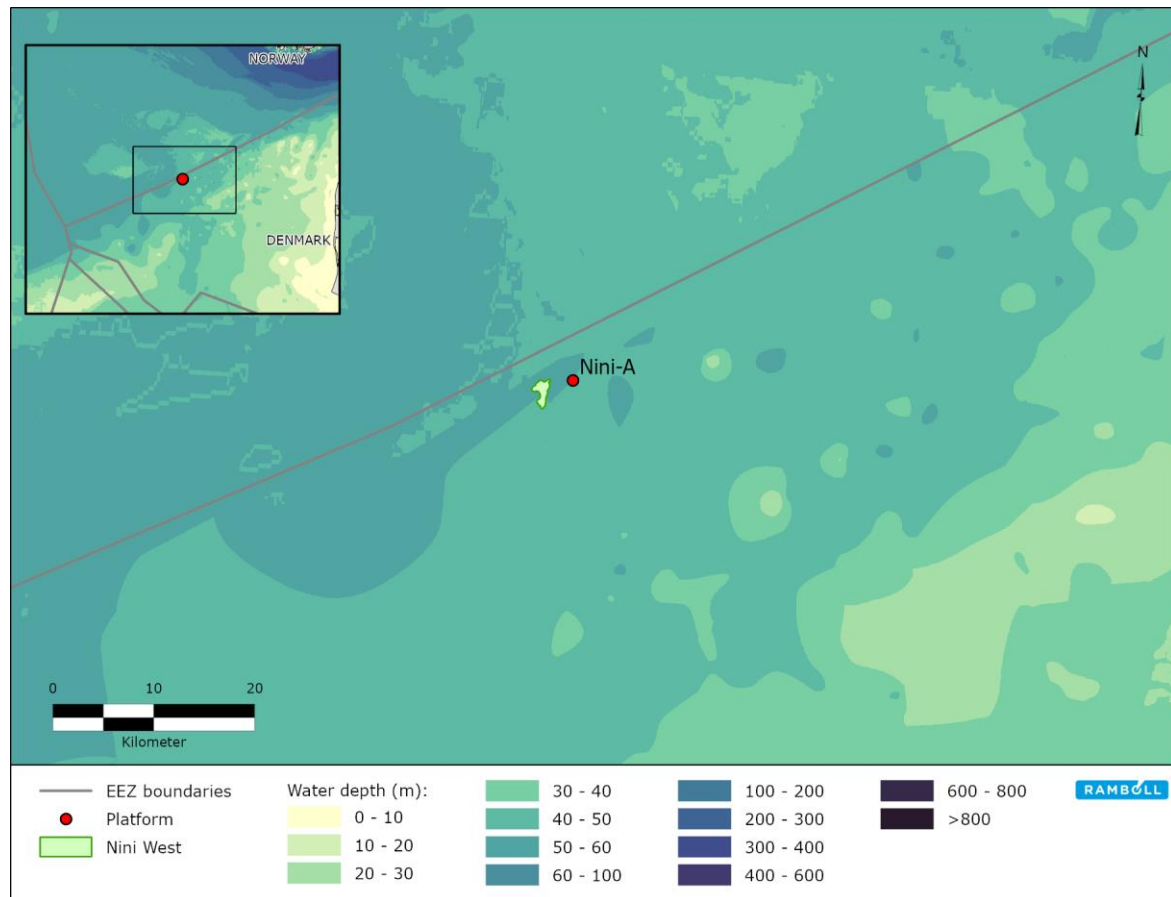 NORWAY
DENMARK
N
Nini-A
0 10 20
Kilometer
EEZ boundaries
Platform
Nini West
Water depth (m):
0 - 10
10 - 20
20 - 30
30 - 40
40 - 50
50 - 60
60 - 100
100 - 200
200 - 300
300 - 400
400 - 600
600 - 800
>800
RAMBOLL